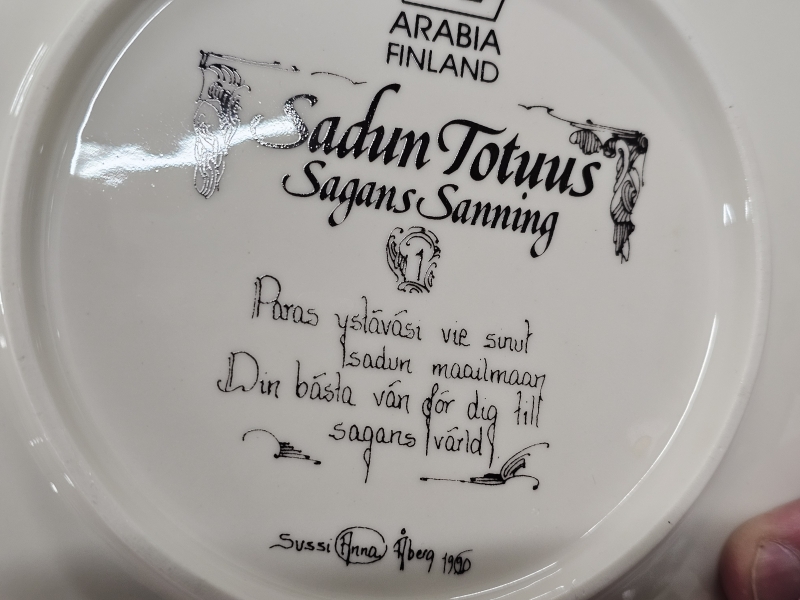 ARABIA
FINLAND
Sadun Totuus
Sagans Sanning
1
Paras ystäväsi vie sinut
sadun maailmaan
Din bästa vän för dig till
sagans värld
Sussi Anna Åberg 1990